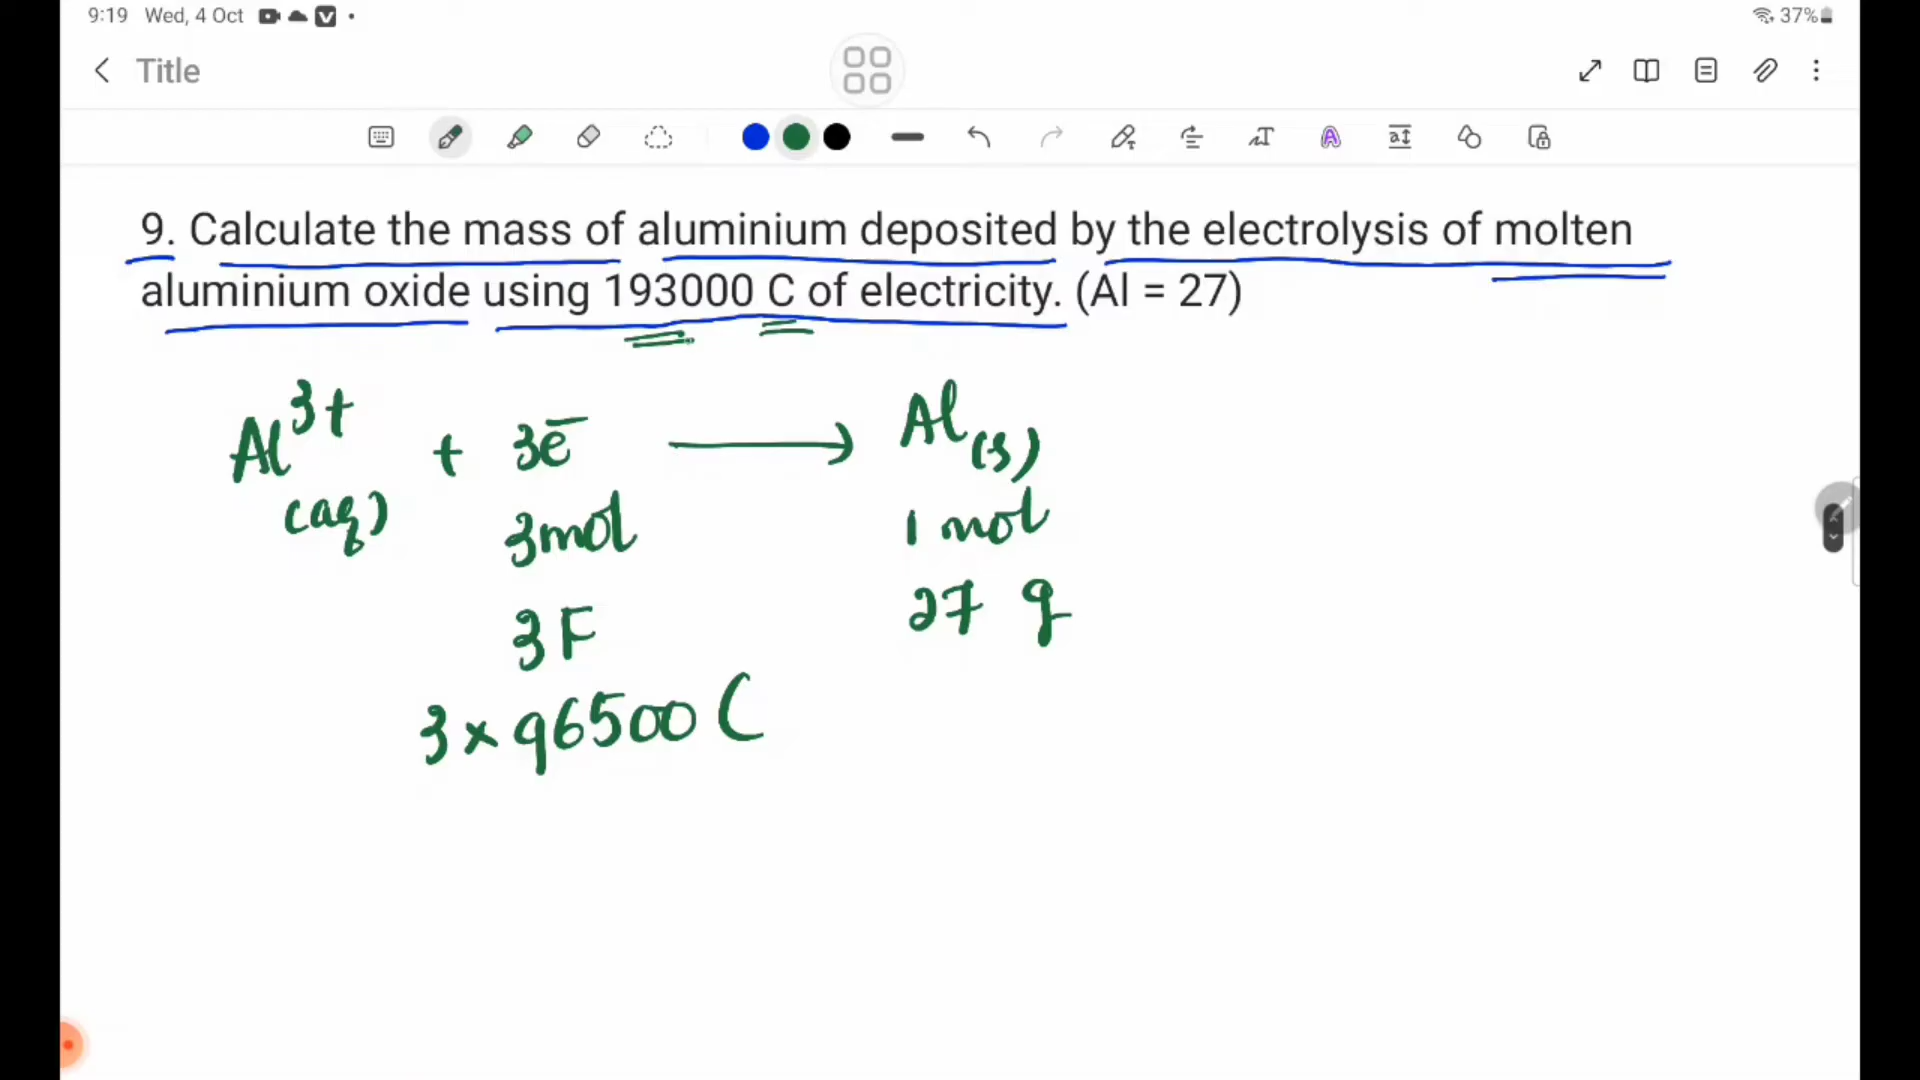 9:19 Wed, 4 Oct
37%
Title
9. Calculate the mass of aluminium deposited by the electrolysis of molten
aluminium oxide using 193000 C of electricity. (Al = 27)
Al³⁺ + 3e⁻ ⟶ Al(s)
(aq)
3mol 1 mol
3F 27 g
3 × 96500 C